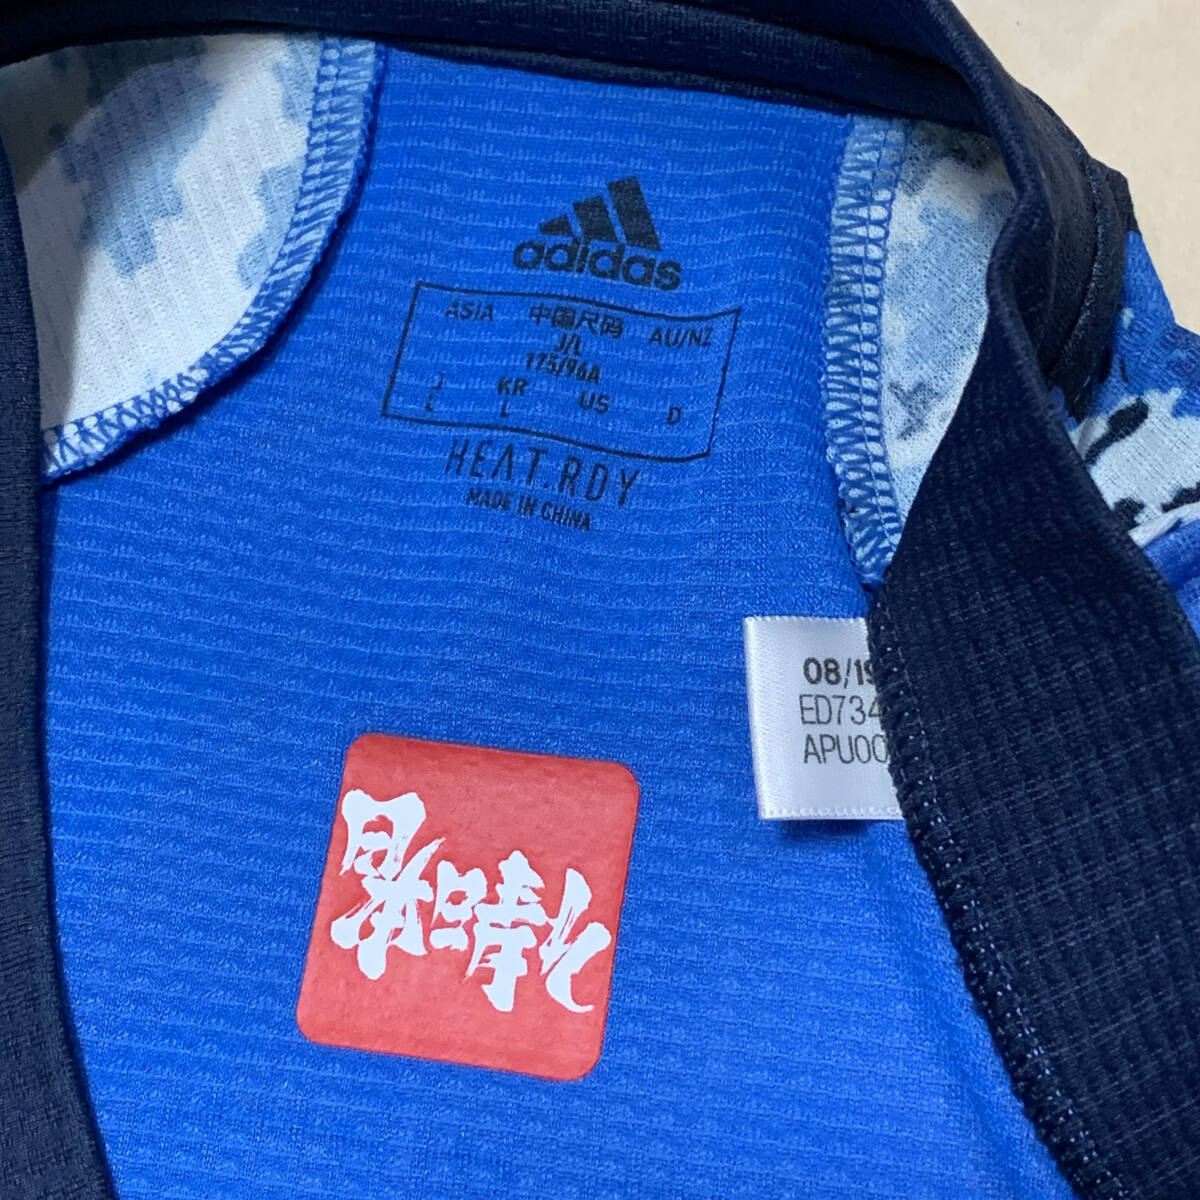 adidas
ASIA 中国尺码 AU/NZ
J/L
175/96A
L KR US D
L
HEAT.RDY
MADE IN CHINA
08/19
ED734
APU00
日本晴れ